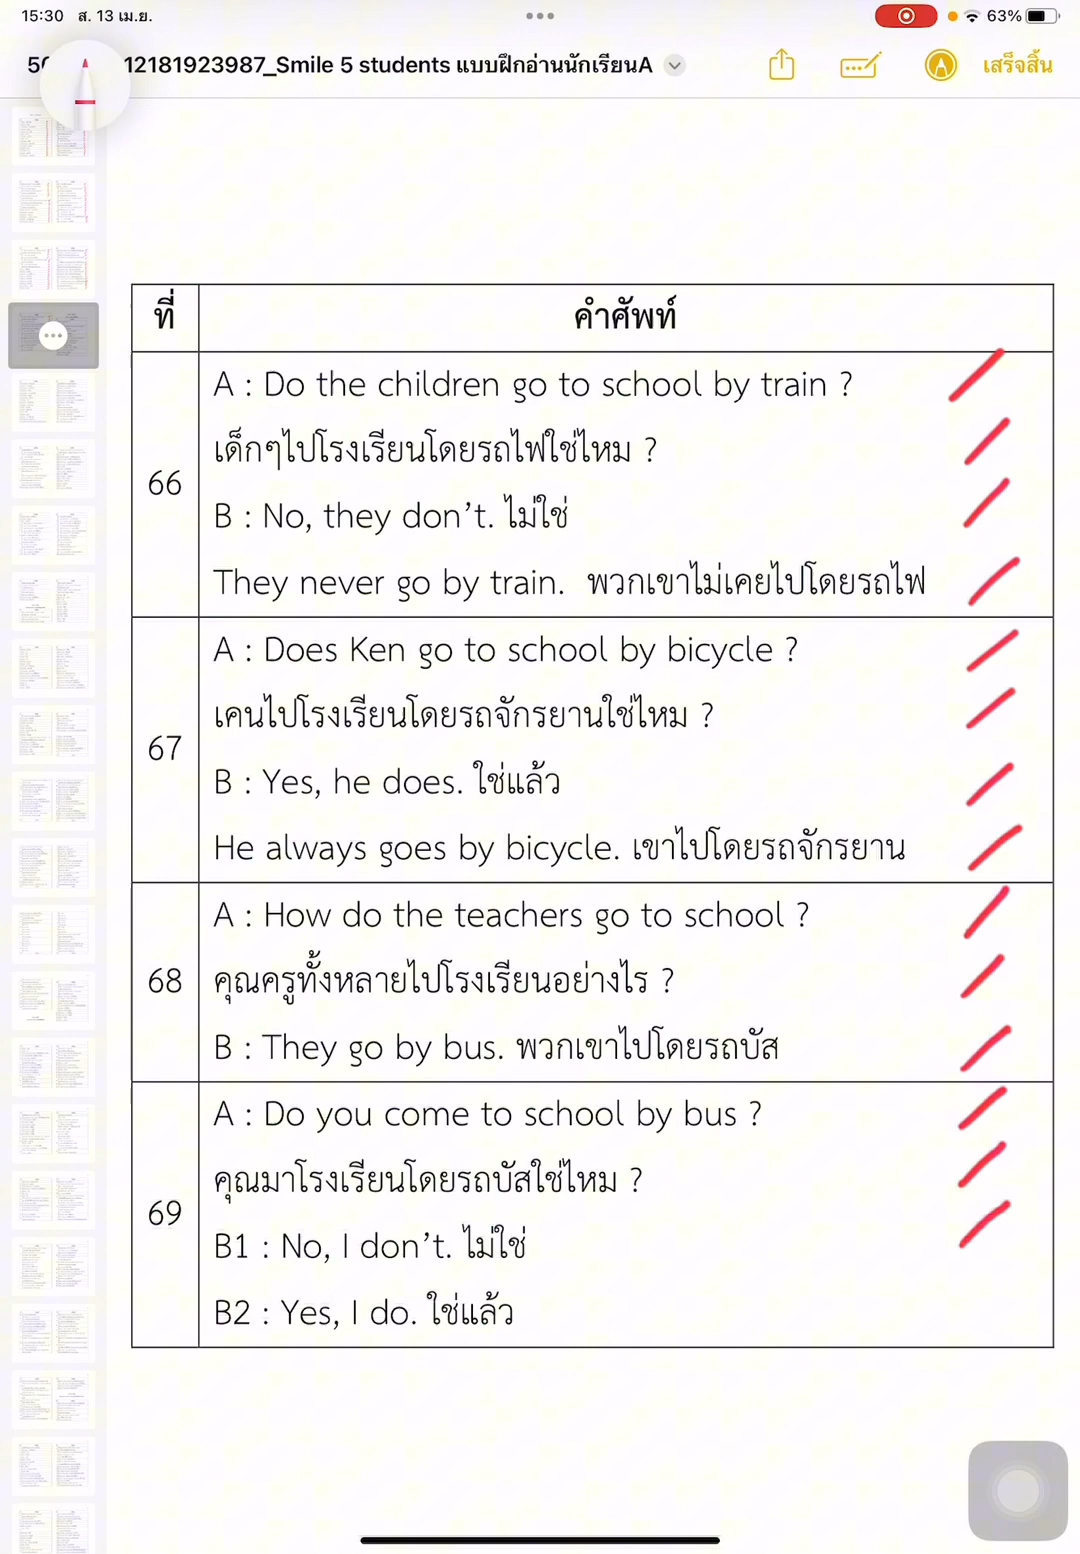 15:30 ส. 13 เม.ย.
63%
12181923987_Smile 5 students แบบฝึกอ่านนักเรียนA
เสร็จสิ้น
ที่ คำศัพท์
66
A : Do the children go to school by train ?
เด็กๆไปโรงเรียนโดยรถไฟใช่ไหม ?
B : No, they don’t. ไม่ใช่
They never go by train. พวกเขาไม่เคยไปโดยรถไฟ
67
A : Does Ken go to school by bicycle ?
เคนไปโรงเรียนโดยรถจักรยานใช่ไหม ?
B : Yes, he does. ใช่แล้ว
He always goes by bicycle. เขาไปโดยรถจักรยาน
68
A : How do the teachers go to school ?
คุณครูทั้งหลายไปโรงเรียนอย่างไร ?
B : They go by bus. พวกเขาไปโดยรถบัส
69
A : Do you come to school by bus ?
คุณมาโรงเรียนโดยรถบัสใช่ไหม ?
B1 : No, I don’t. ไม่ใช่
B2 : Yes, I do. ใช่แล้ว